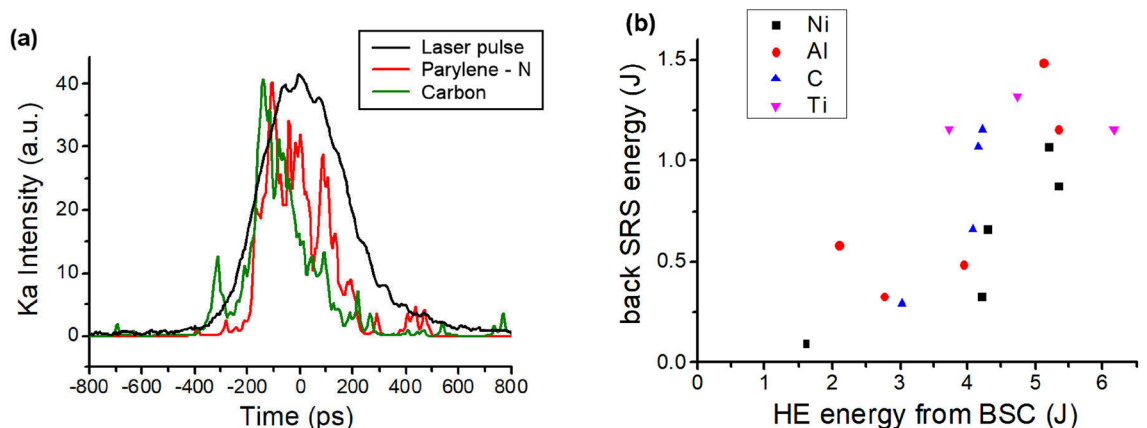 (a)
Laser pulse
Parylene - N
Carbon
Ka Intensity (a.u.)
40
30
20
10
0
-800 -600 -400 -200 0 200 400 600 800
Time (ps)
(b)
Ni
Al
C
Ti
back SRS energy (J)
1.5
1.0
0.5
0.0
0 1 2 3 4 5 6
HE energy from BSC (J)